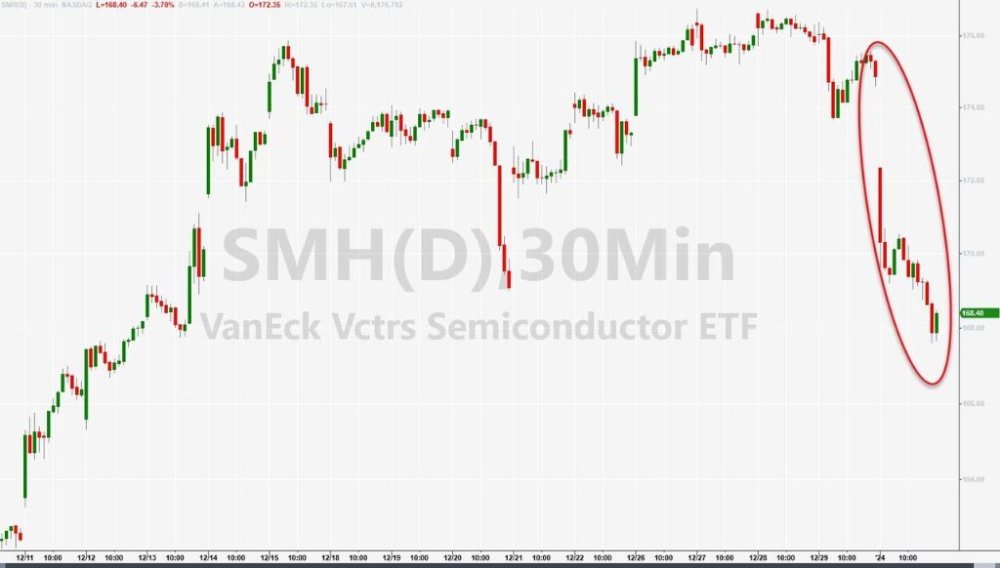 SMH(D) - 30 min NASDAQ L=168.40 -6.47 -3.70% B=168.41 A=168.42 O=172.35 Hi=172.35 Lo=167.61 V=8,176,792
176.00
174.00
172.00
SMH(D),30Min
170.00
VanEck Vctrs Semiconductor ETF
168.40
168.00
166.00
164.00
12/11 10:00 12/12 10:00 12/13 10:00 12/14 10:00 12/15 10:00 12/18 10:00 12/19 10:00 12/20 10:00 12/21 10:00 12/22 10:00 12/26 10:00 12/27 10:00 12/28 10:00 12/29 10:00 '24 10:00